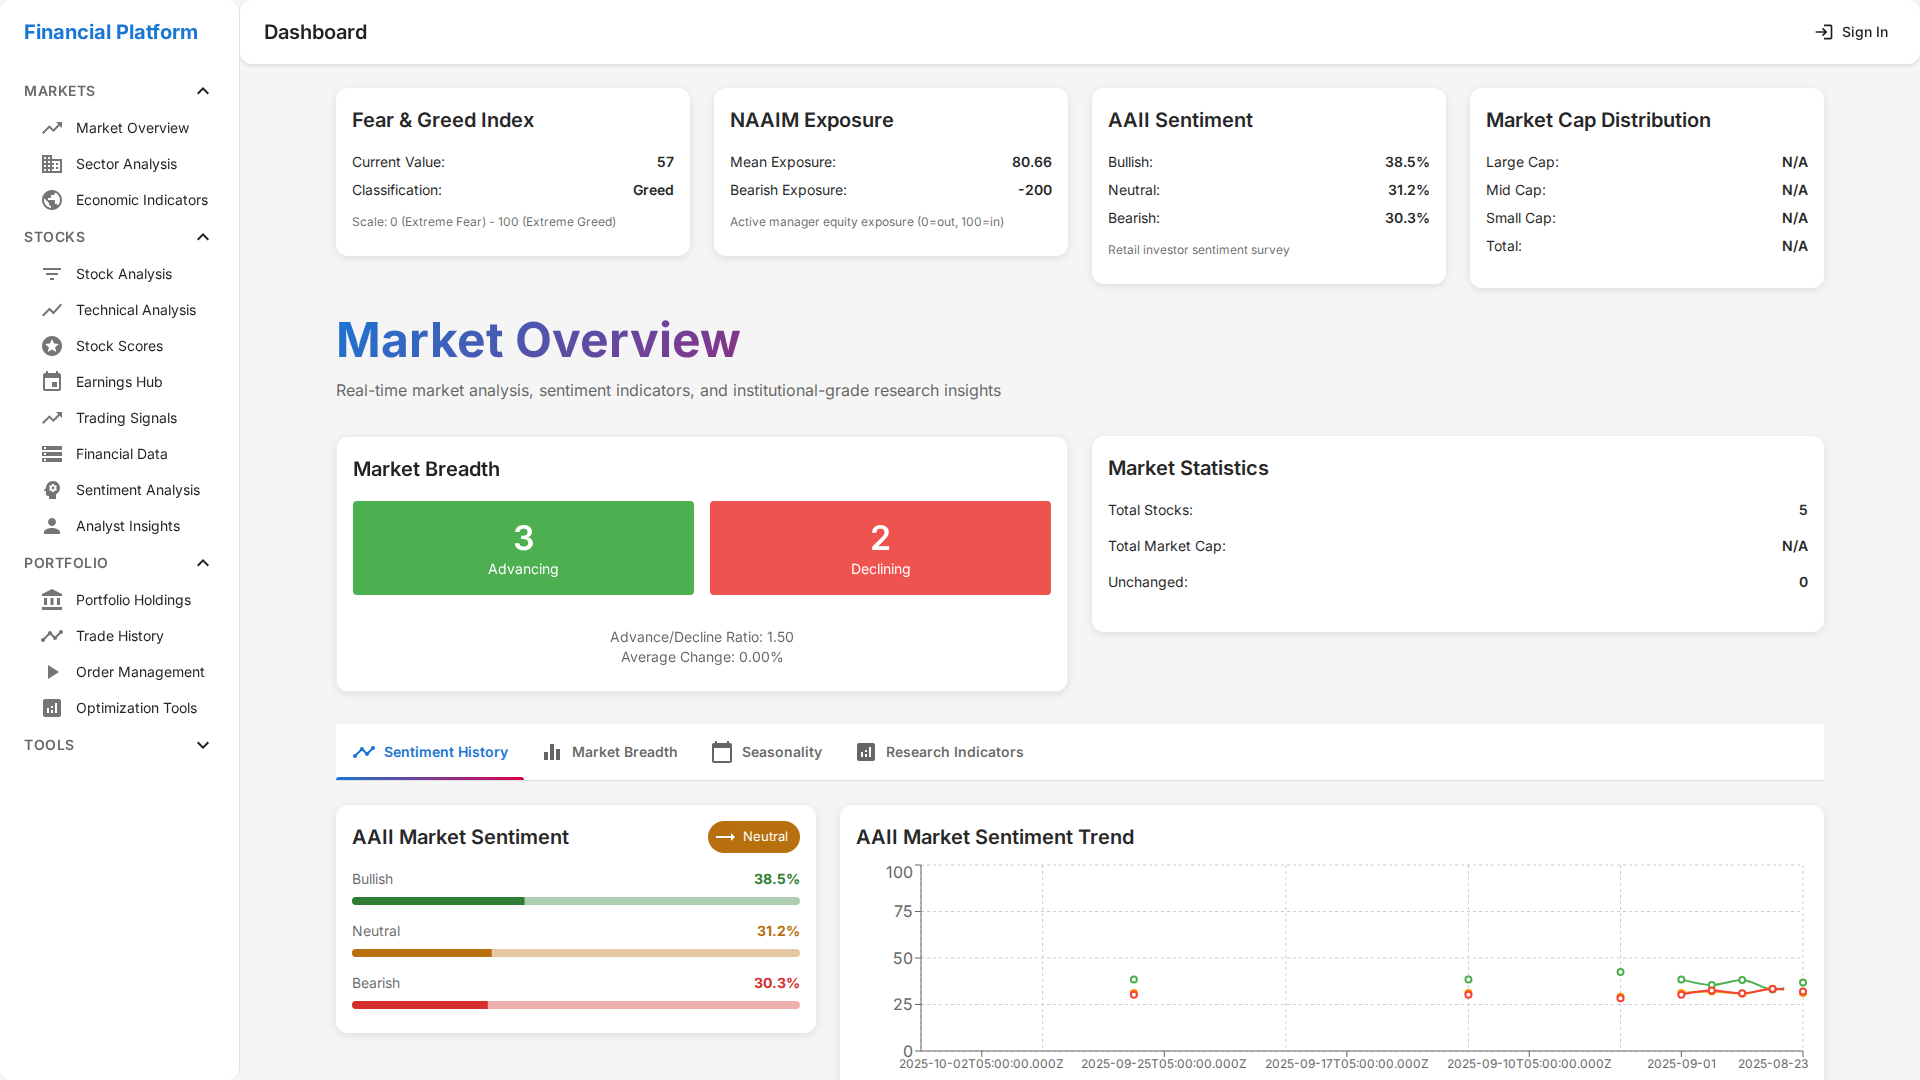 Financial Platform
Dashboard
Sign In
MARKETS
Market Overview
Sector Analysis
Economic Indicators
STOCKS
Stock Analysis
Technical Analysis
Stock Scores
Earnings Hub
Trading Signals
Financial Data
Sentiment Analysis
Analyst Insights
PORTFOLIO
Portfolio Holdings
Trade History
Order Management
Optimization Tools
TOOLS
Fear & Greed Index
Current Value: 57
Classification: Greed
Scale: 0 (Extreme Fear) - 100 (Extreme Greed)
NAAIM Exposure
Mean Exposure: 80.66
Bearish Exposure: -200
Active manager equity exposure (0=out, 100=in)
AAII Sentiment
Bullish: 38.5%
Neutral: 31.2%
Bearish: 30.3%
Retail investor sentiment survey
Market Cap Distribution
Large Cap: N/A
Mid Cap: N/A
Small Cap: N/A
Total: N/A
Market Overview
Real-time market analysis, sentiment indicators, and institutional-grade research insights
Market Breadth
3
Advancing
2
Declining
Advance/Decline Ratio: 1.50
Average Change: 0.00%
Market Statistics
Total Stocks: 5
Total Market Cap: N/A
Unchanged: 0
Sentiment History
Market Breadth
Seasonality
Research Indicators
AAII Market Sentiment
Neutral
Bullish 38.5%
Neutral 31.2%
Bearish 30.3%
AAII Market Sentiment Trend
100
75
50
25
0
2025-10-02T05:00:00.000Z
2025-09-25T05:00:00.000Z
2025-09-17T05:00:00.000Z
2025-09-10T05:00:00.000Z
2025-09-01
2025-08-23